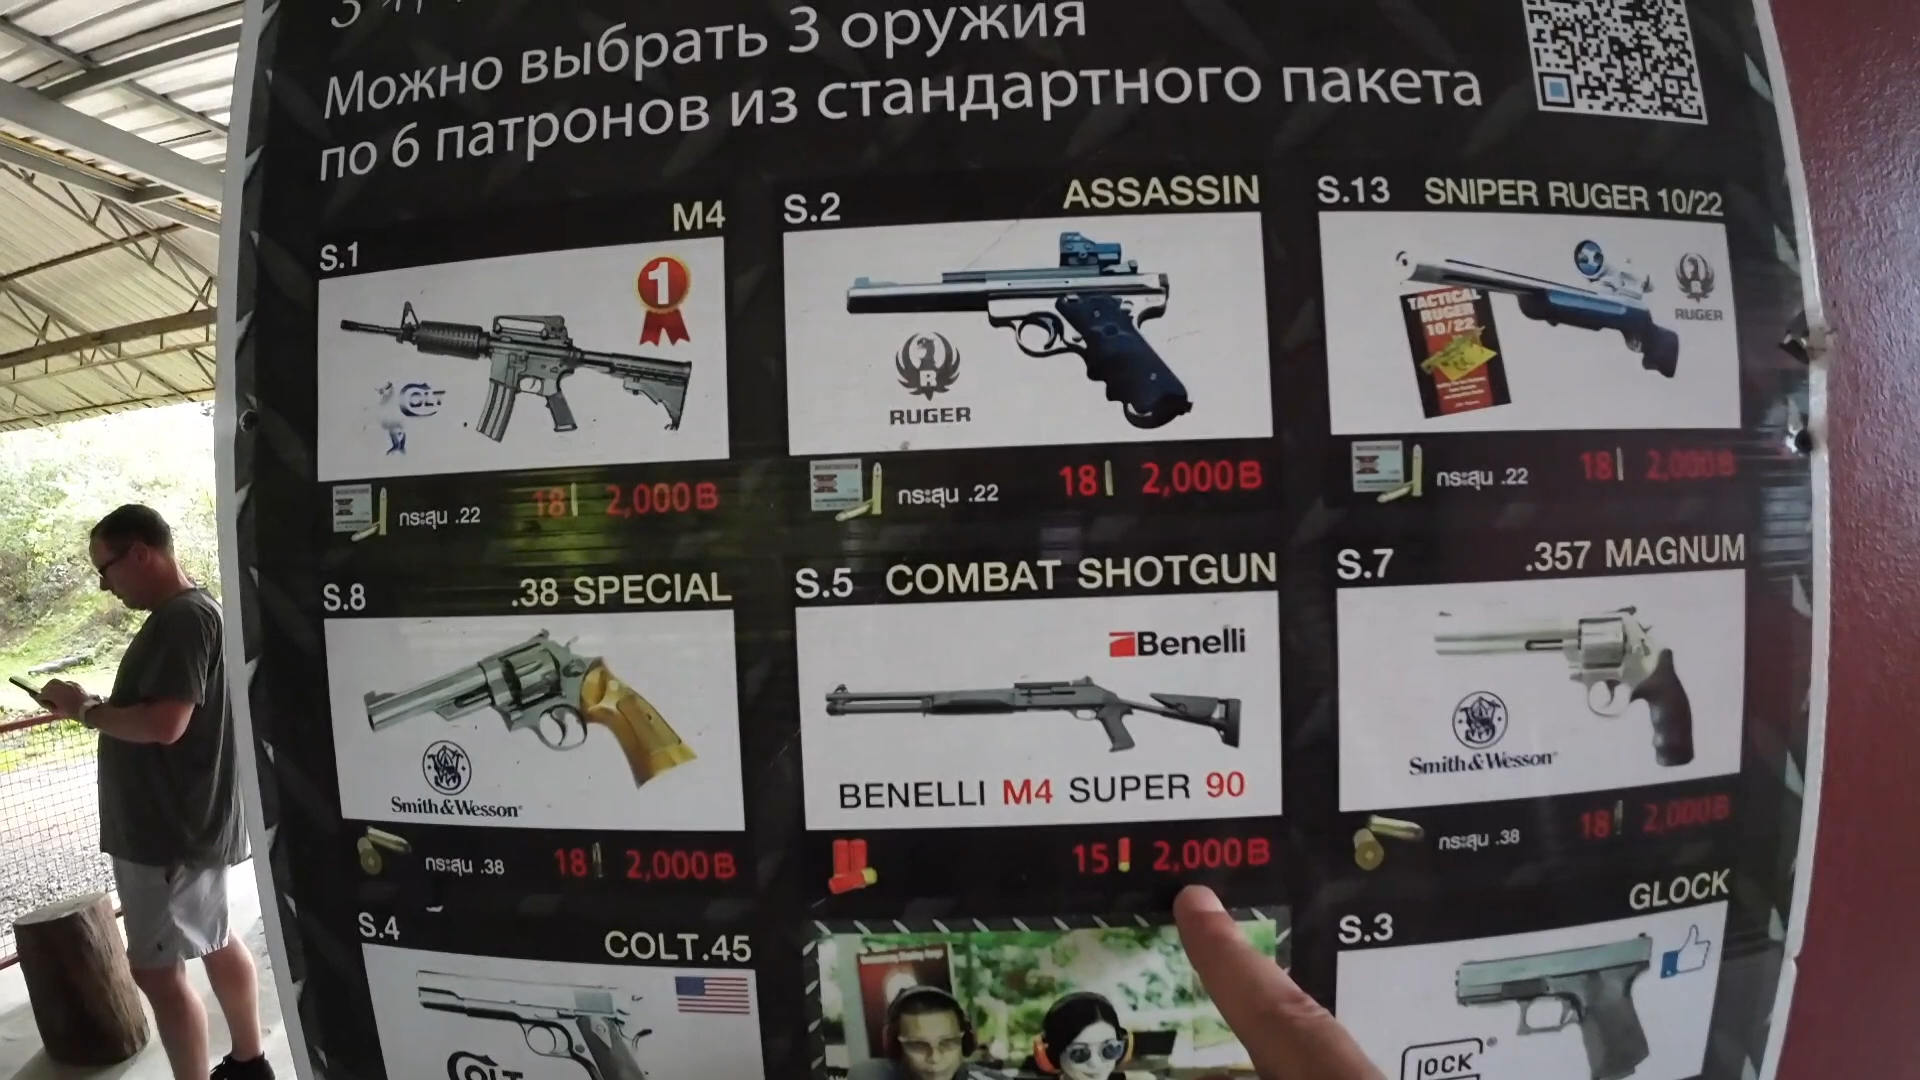 Можно выбрать 3 оружия
по 6 патронов из стандартного пакета
S.1 M4
COLT
1
กระสุน .22 18 2,000B
S.2 ASSASSIN
RUGER
กระสุน .22 18 2,000B
S.13 SNIPER RUGER 10/22
TACTICAL
RUGER
10/22
RUGER
กระสุน .22 18 2,000B
S.8 .38 SPECIAL
Smith&Wesson®
กระสุน .38 18 2,000B
S.5 COMBAT SHOTGUN
Benelli
BENELLI M4 SUPER 90
15 2,000B
S.7 .357 MAGNUM
Smith&Wesson®
กระสุน .38 18 2,000B
S.4 COLT.45
COLT
S.3 GLOCK
GLOCK®